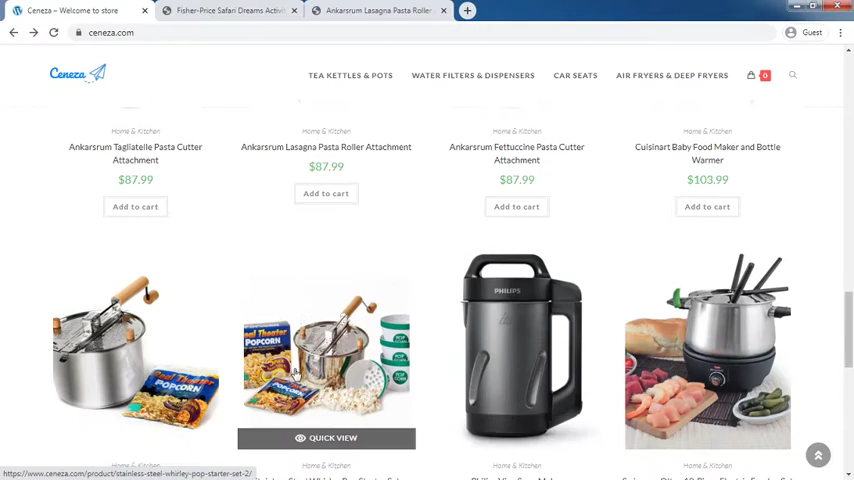 Ceneza – Welcome to store
Fisher-Price Safari Dreams Activi
Ankarsrum Lasagna Pasta Roller
ceneza.com
Guest
Ceneza
TEA KETTLES & POTS
WATER FILTERS & DISPENSERS
CAR SEATS
AIR FRYERS & DEEP FRYERS
0
Home & Kitchen
Home & Kitchen
Home & Kitchen
Home & Kitchen
Ankarsrum Tagliatelle Pasta Cutter
Attachment
Ankarsrum Lasagna Pasta Roller Attachment
Ankarsrum Fettuccine Pasta Cutter
Attachment
Cuisinart Baby Food Maker and Bottle
Warmer
$87.99
$87.99
$87.99
$103.99
Add to cart
Add to cart
Add to cart
Add to cart
Real Theater
POPCORN
Real Theater
POPCORN
POP CORN
PHILIPS
QUICK VIEW
Home & Kitchen
Home & Kitchen
Home & Kitchen
https://www.ceneza.com/product/stainless-steel-whirley-pop-starter-set-2/